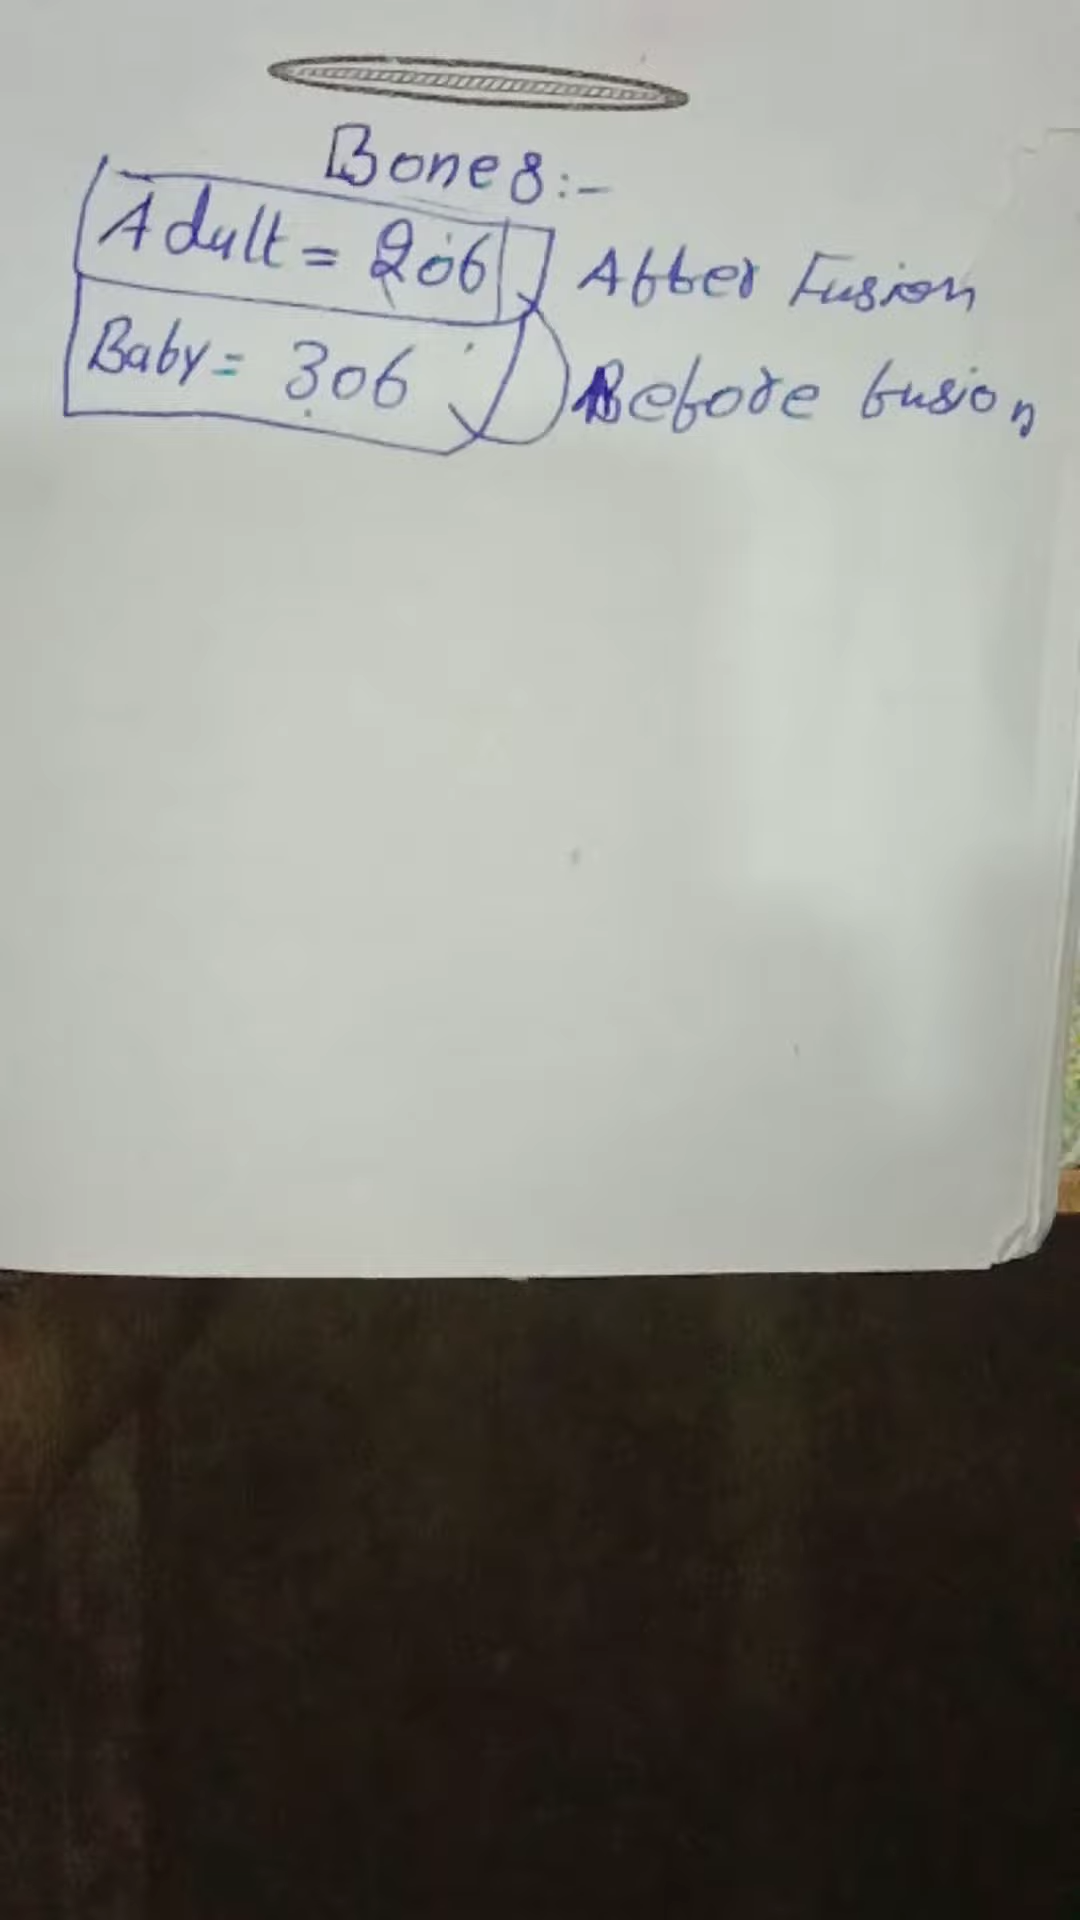 Bones:-
Adult = 206 After Fusion
Baby = 306 Before fusion